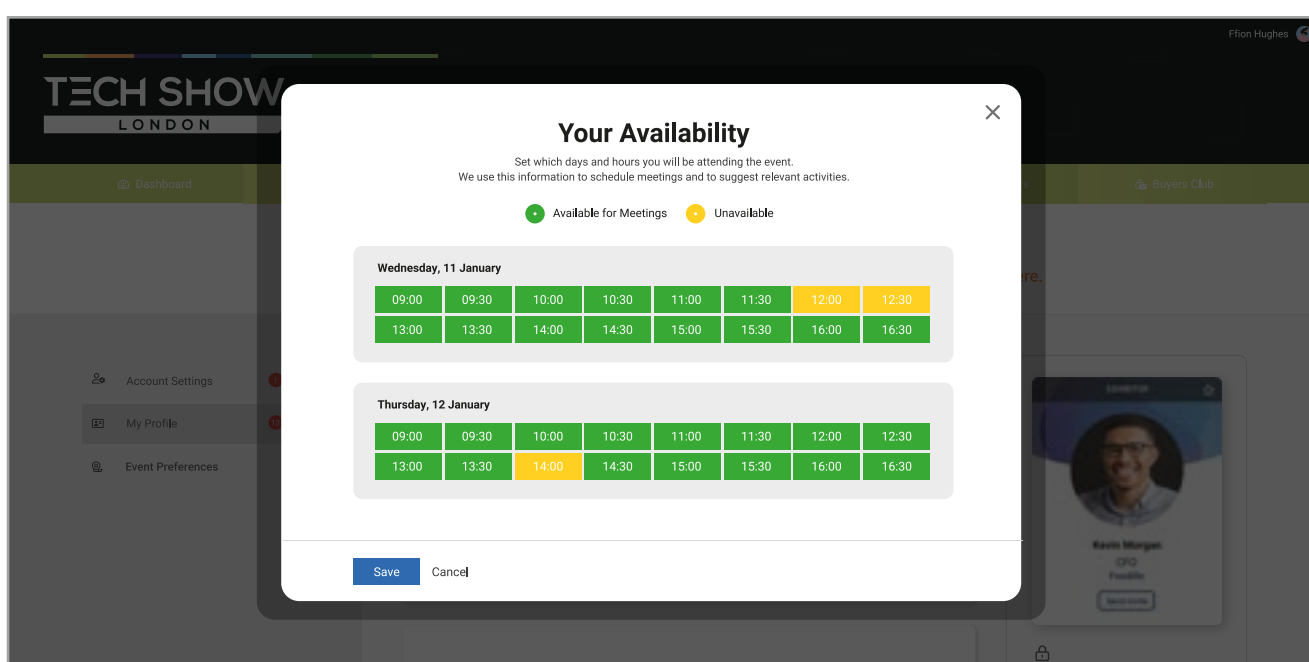 Ffion Hughes
TECH SHOW
LONDON
Dashboard
Buyers Club
ere.
Your Availability
Set which days and hours you will be attending the event.
We use this information to schedule meetings and to suggest relevant activities.
Available for Meetings Unavailable
Wednesday, 11 January
09:00 09:30 10:00 10:30 11:00 11:30 12:00 12:30
13:00 13:30 14:00 14:30 15:00 15:30 16:00 16:30
Thursday, 12 January
09:00 09:30 10:00 10:30 11:00 11:30 12:00 12:30
13:00 13:30 14:00 14:30 15:00 15:30 16:00 16:30
Save Cancel
Account Settings
My Profile
Event Preferences
EXHIBITOR
Kevin Morgan
CFO
Send invite